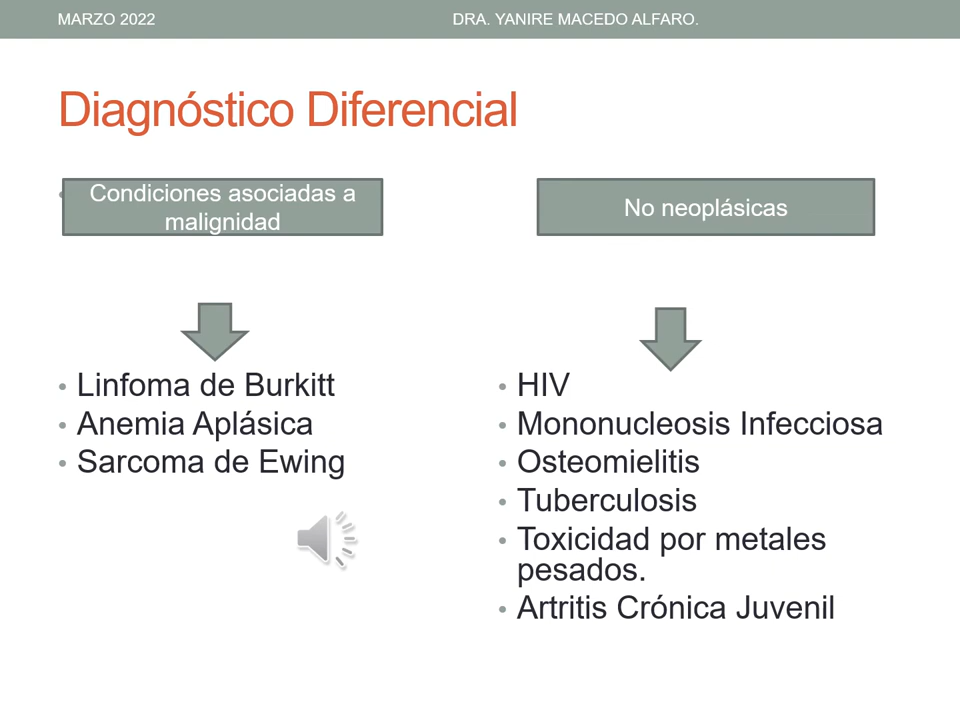 MARZO 2022
DRA. YANIRE MACEDO ALFARO.
Diagnóstico Diferencial
Condiciones asociadas a
malignidad
No neoplásicas
• Linfoma de Burkitt
• Anemia Aplásica
• Sarcoma de Ewing
• HIV
• Mononucleosis Infecciosa
• Osteomielitis
• Tuberculosis
• Toxicidad por metales
pesados.
• Artritis Crónica Juvenil